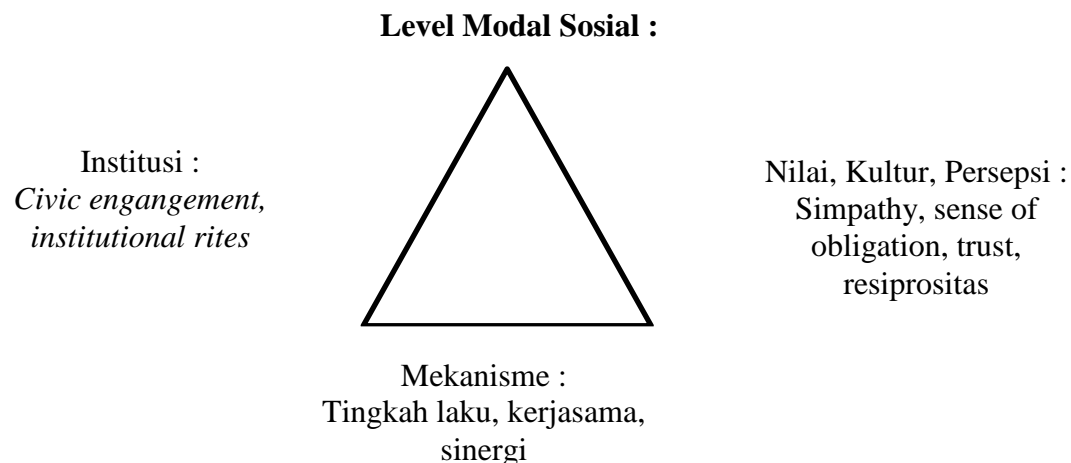 Level Modal Sosial :
Institusi :
Civic engangement,
institutional rites
Nilai, Kultur, Persepsi :
Simpathy, sense of
obligation, trust,
resiprositas
Mekanisme :
Tingkah laku, kerjasama,
sinergi